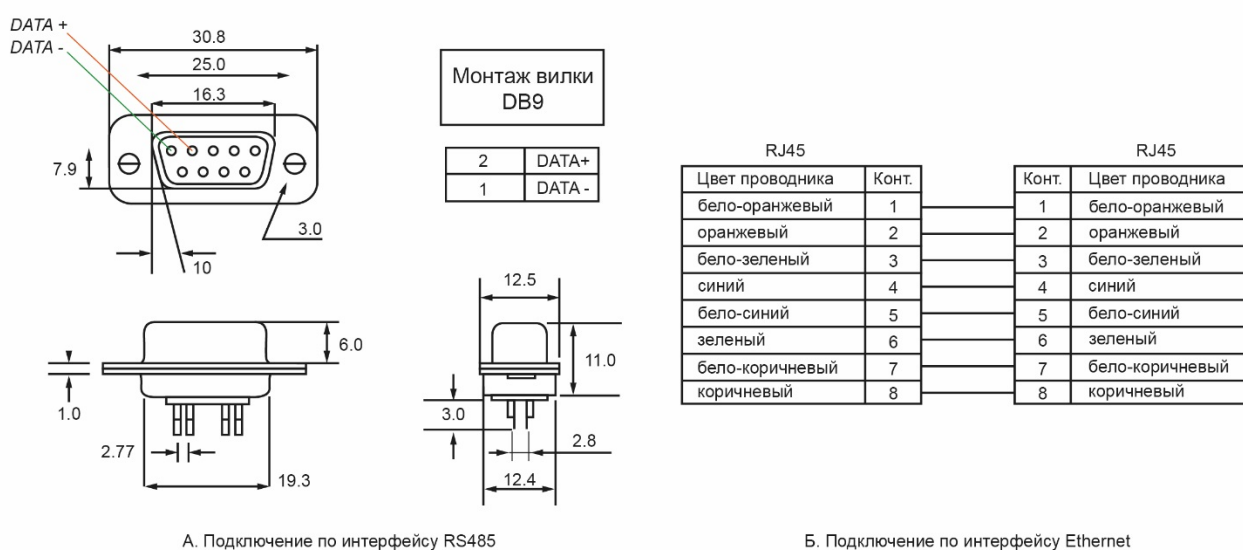 DATA +
DATA -
30.8
25.0
16.3
7.9
3.0
10
Монтаж вилки
DB9
2 DATA+
1 DATA -
6.0
1.0
2.77
19.3
12.5
11.0
3.0
2.8
12.4
А. Подключение по интерфейсу RS485
RJ45 RJ45
Цвет проводника Конт. Конт. Цвет проводника
бело-оранжевый 1 1 бело-оранжевый
оранжевый 2 2 оранжевый
бело-зеленый 3 3 бело-зеленый
синий 4 4 синий
бело-синий 5 5 бело-синий
зеленый 6 6 зеленый
бело-коричневый 7 7 бело-коричневый
коричневый 8 8 коричневый
Б. Подключение по интерфейсу Ethernet